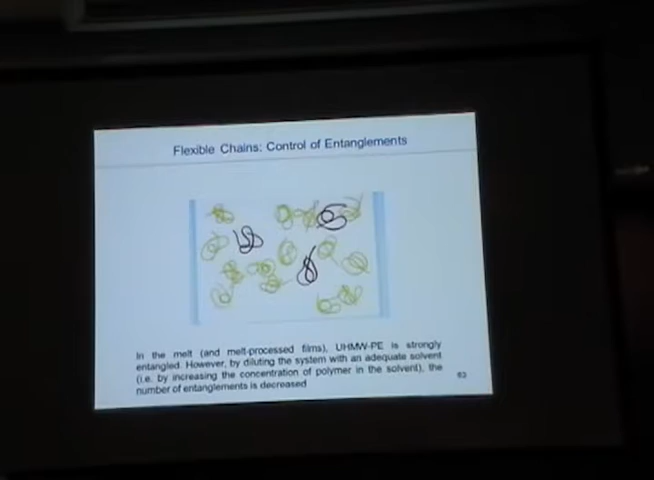 Flexible Chains: Control of Entanglements
In the melt (and melt-processed films), UHMW-PE is strongly
entangled. However, by diluting the system with an adequate solvent
(i.e. by increasing the concentration of polymer in the solvent), the
number of entanglements is decreased
63